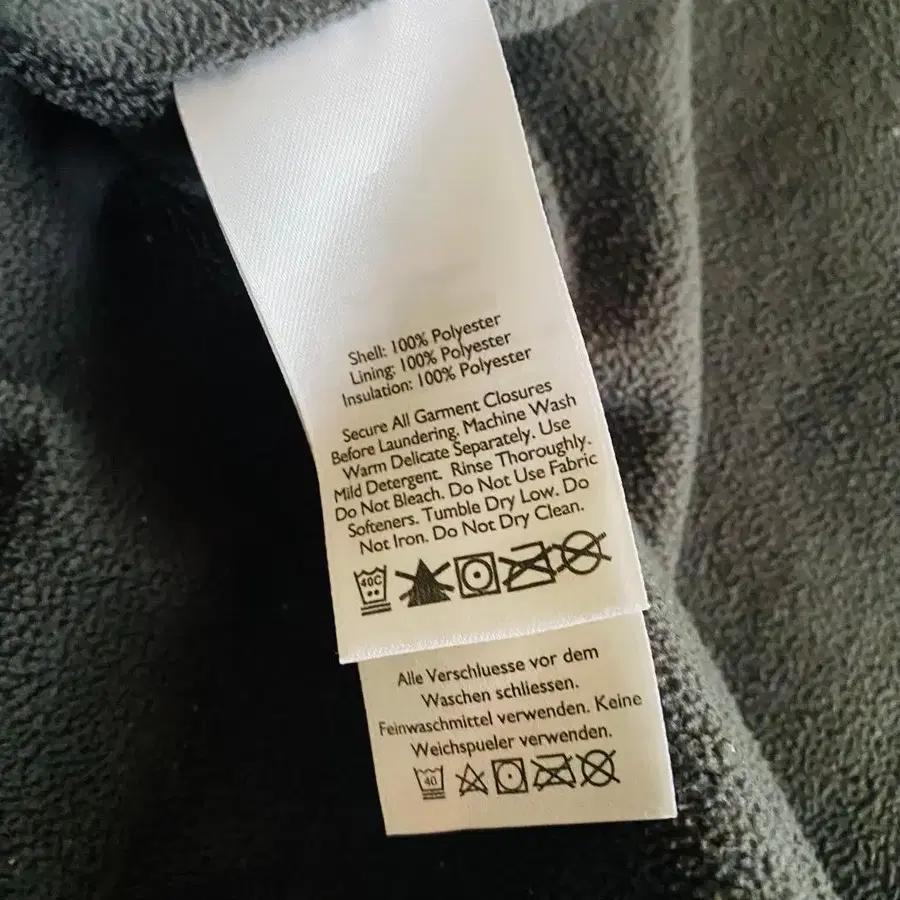 Shell: 100% Polyester
Lining: 100% Polyester
Insulation: 100% Polyester
Secure All Garment Closures
Before Laundering. Machine Wash
Warm Delicate Separately. Use
Mild Detergent. Rinse Thoroughly.
Do Not Bleach. Do Not Use Fabric
Softeners. Tumble Dry Low. Do
Not Iron. Do Not Dry Clean.
40C
Alle Verschluesse vor dem
Waschen schliessen.
Feinwaschmittel verwenden. Keine
Weichspueler verwenden.
40